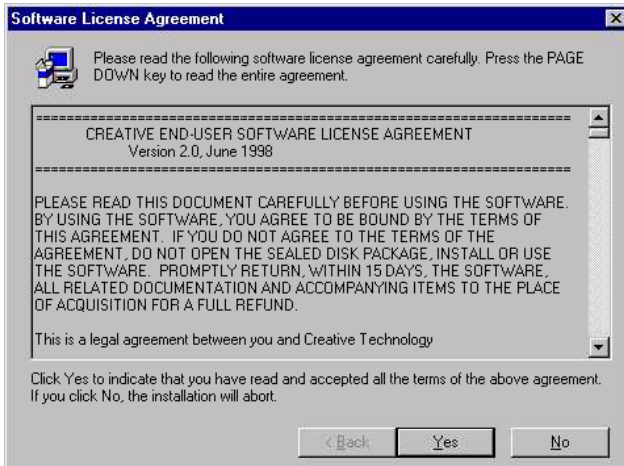 Software License Agreement
Please read the following software license agreement carefully. Press the PAGE
DOWN key to read the entire agreement.
======================================================================
CREATIVE END-USER SOFTWARE LICENSE AGREEMENT
Version 2.0, June 1998
======================================================================
PLEASE READ THIS DOCUMENT CAREFULLY BEFORE USING THE SOFTWARE.
BY USING THE SOFTWARE, YOU AGREE TO BE BOUND BY THE TERMS OF
THIS AGREEMENT.  IF YOU DO NOT AGREE TO THE TERMS OF THE
AGREEMENT, DO NOT OPEN THE SEALED DISK PACKAGE, INSTALL OR USE
THE SOFTWARE.  PROMPTLY RETURN, WITHIN 15 DAYS, THE SOFTWARE,
ALL RELATED DOCUMENTATION AND ACCOMPANYING ITEMS TO THE PLACE
OF ACQUISITION FOR A FULL REFUND.
This is a legal agreement between you and Creative Technology
Click Yes to indicate that you have read and accepted all the terms of the above agreement.
If you click No, the installation will abort.
< Back Yes No